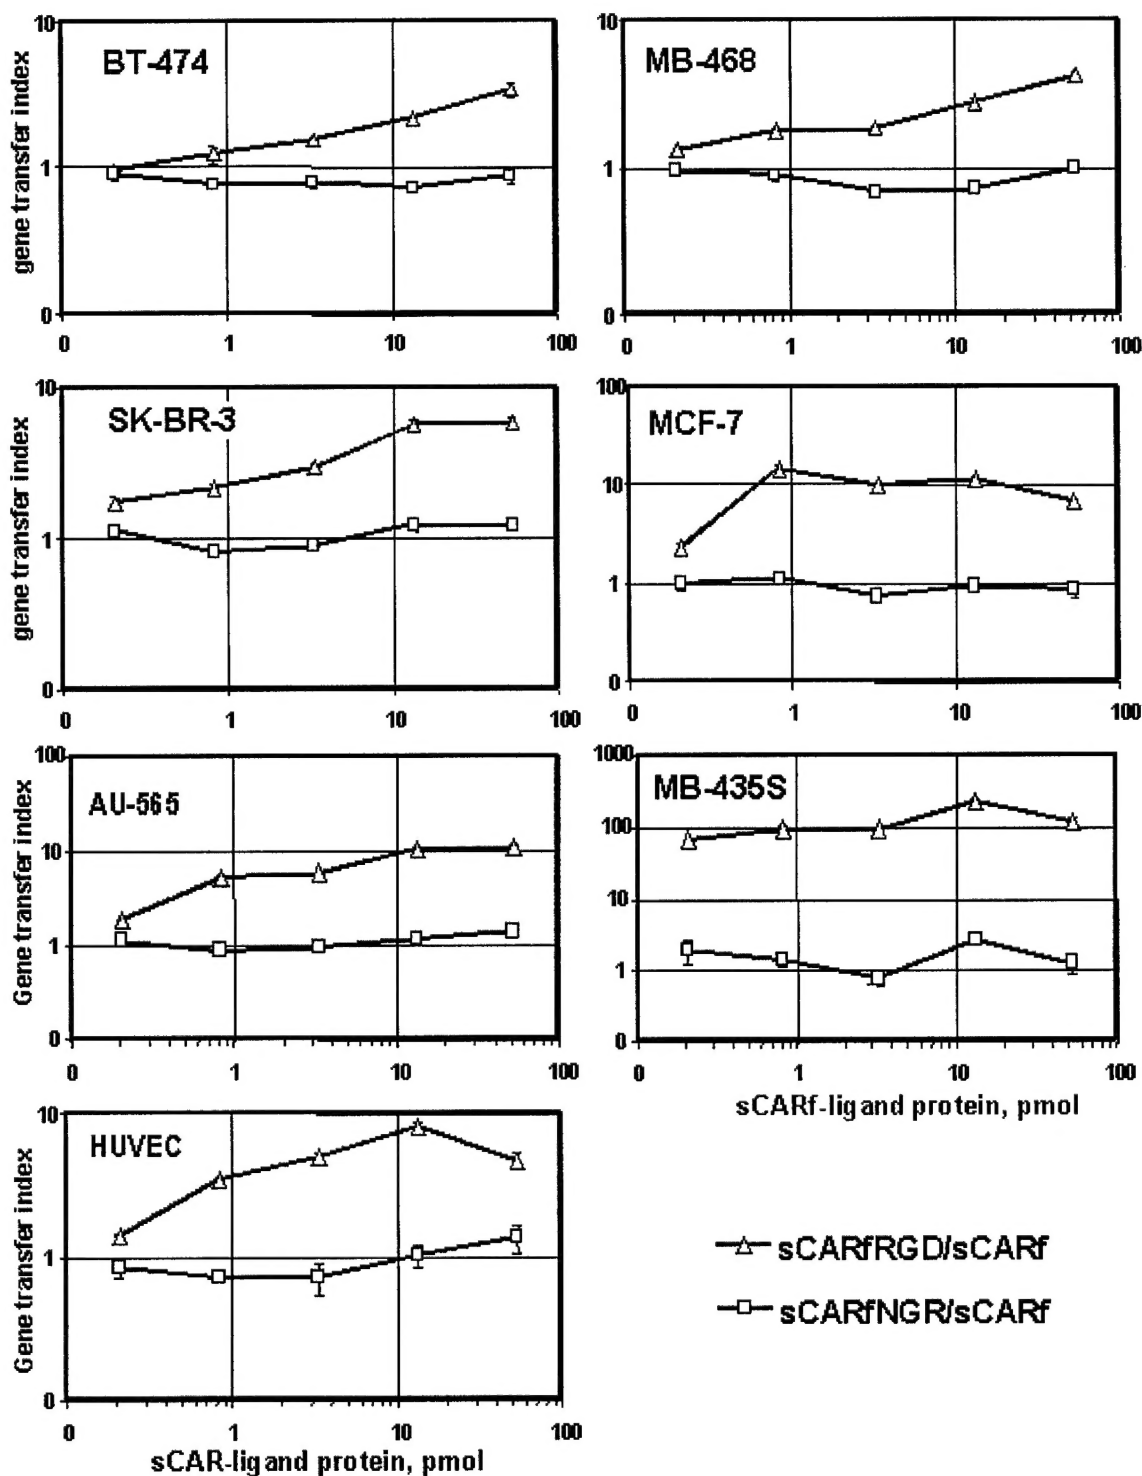 BT-474
gene transfer index
10
1
0
0 1 10 100
MB-468
10
1
0
0 1 10 100
SK-BR-3
gene transfer index
10
1
0
0 1 10 100
MCF-7
100
10
1
0
0 1 10 100
AU-565
Gene transfer index
100
10
1
0
0 1 10 100
MB-435S
1000
100
10
1
0
0 1 10 100
sCARf-ligand protein, pmol
HUVEC
Gene transfer index
10
1
0
0 1 10 100
sCAR-ligand protein, pmol
sCARfRGD/sCARf
sCARfNGR/sCARf